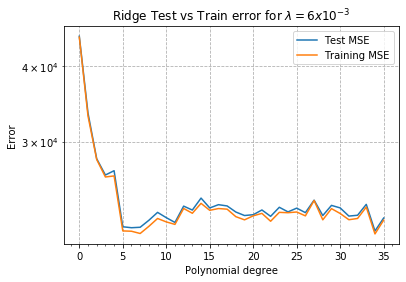 Ridge Test vs Train error for λ = 6x10⁻³
Test MSE
Training MSE
4 × 10⁴
3 × 10⁴
Error
0 5 10 15 20 25 30 35
Polynomial degree